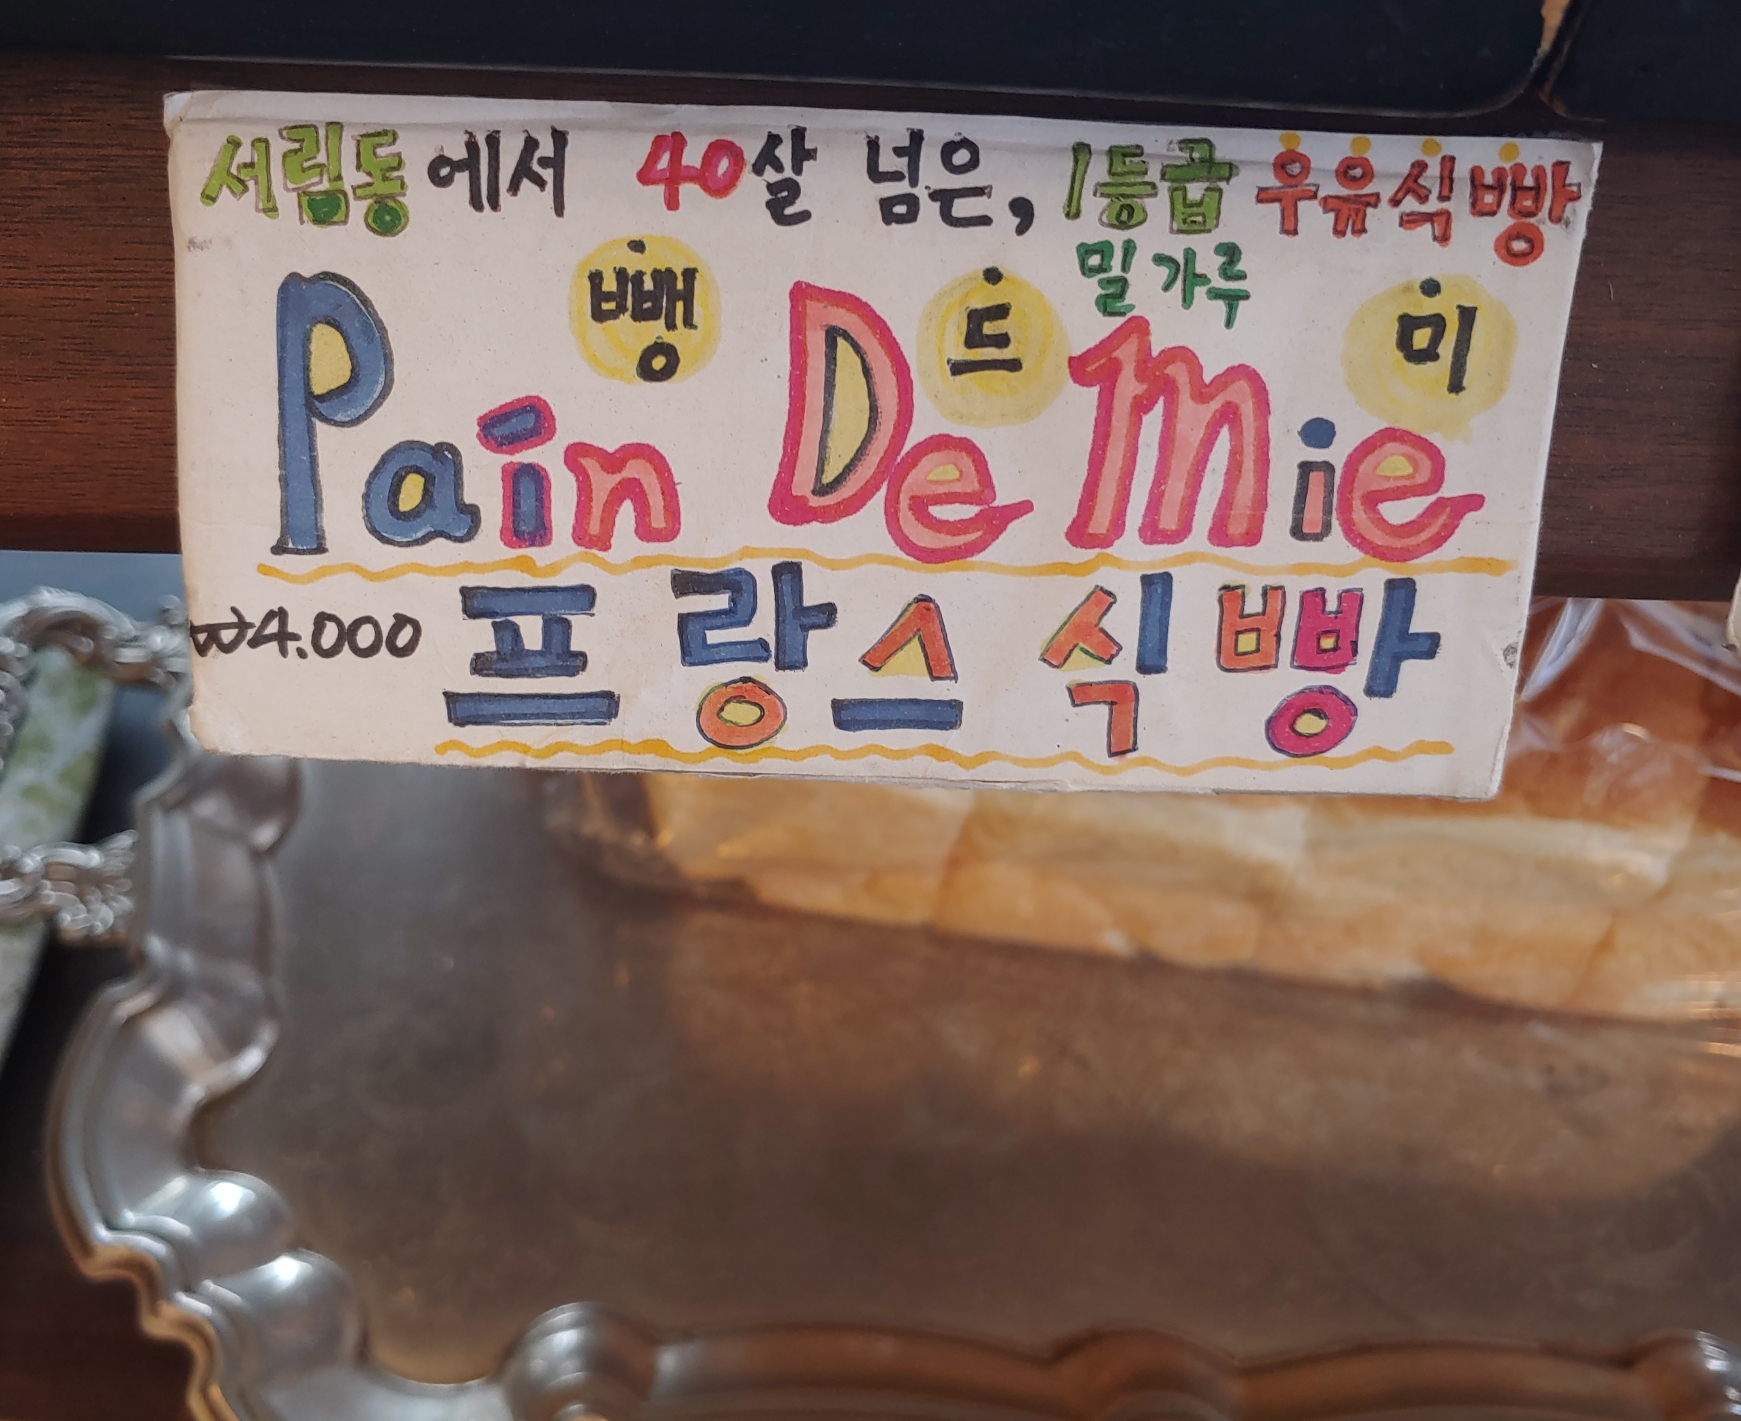 서림동에서 40살 넘은, 1등급 우유식빵
밀가루
뺑 드 미
Pain De Mie
₩4.000 프랑스 식빵